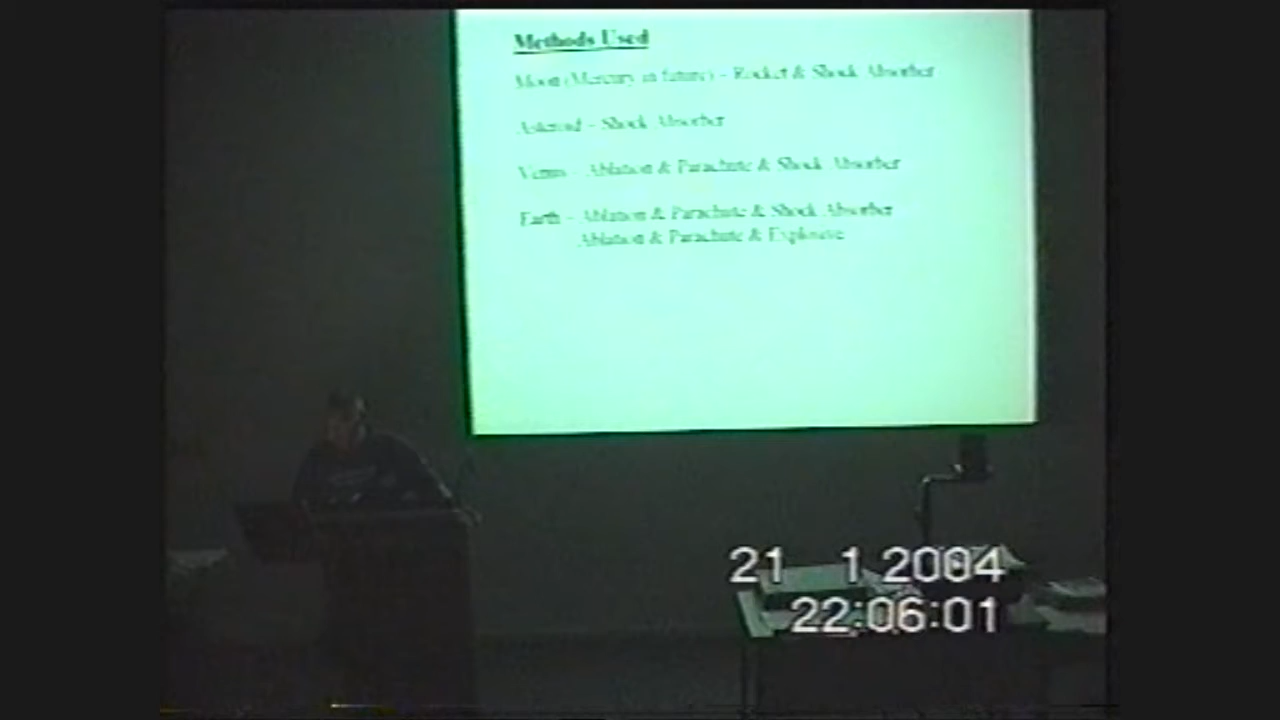 Methods Used
Moon (Mercury in future) - Rocket & Shock Absorber
Asteroid - Shock Absorber
Venus - Ablation & Parachute & Shock Absorber
Earth - Ablation & Parachute & Shock Absorber
Ablation & Parachute & Explosive
21 1 2004
22:06:01